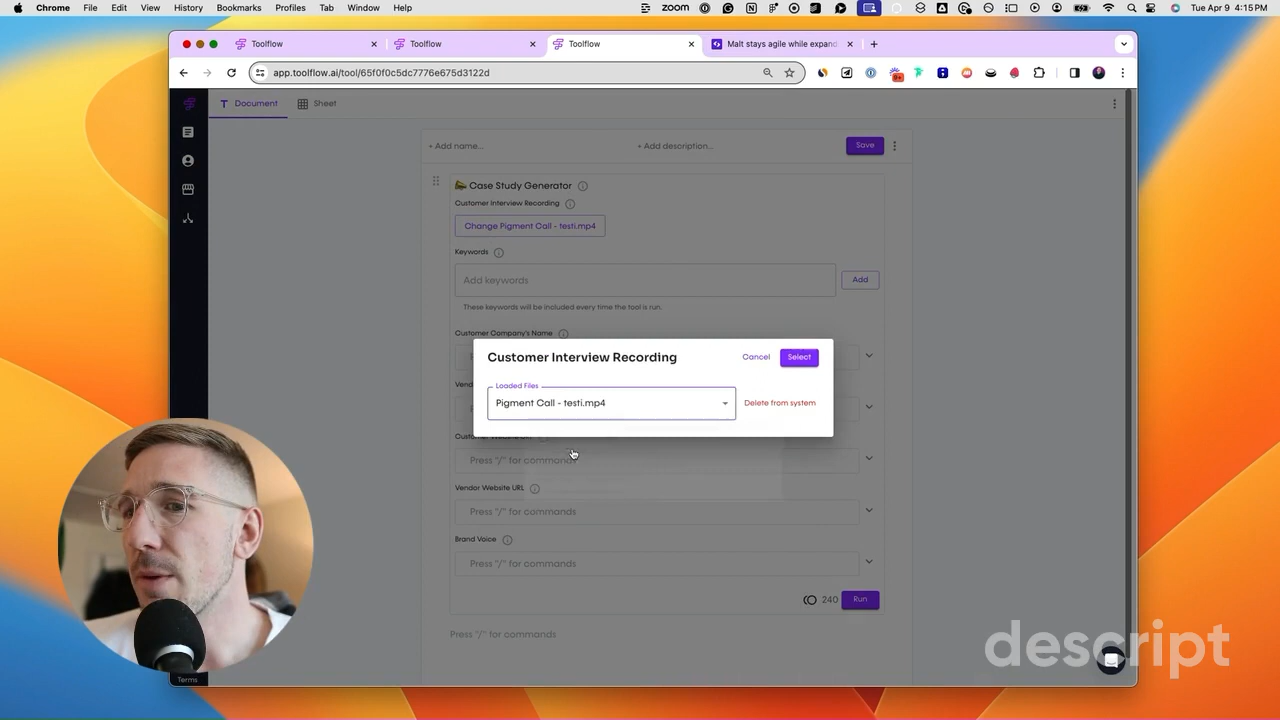 Chrome File Edit View History Bookmarks Profiles Tab Window Help zoom Tue Apr 9 4:15 PM
Toolflow Toolflow Toolflow Malt stays agile while expand
app.toolflow.ai/tool/65f0f0c5dc7776e675d3122d
Document Sheet
+ Add name... + Add description... Save
Case Study Generator
Customer Interview Recording
Change Pigment Call - testi.mp4
Keywords
Add keywords Add
These keywords will be included every time the tool is run.
Customer Company's Name
Customer Interview Recording Cancel Select
Loaded Files
Pigment Call - testi.mp4 Delete from system
Press "/" for commands
Vendor Website URL
Press "/" for commands
Brand Voice
Press "/" for commands
240 Run
Press "/" for commands
descript
Terms